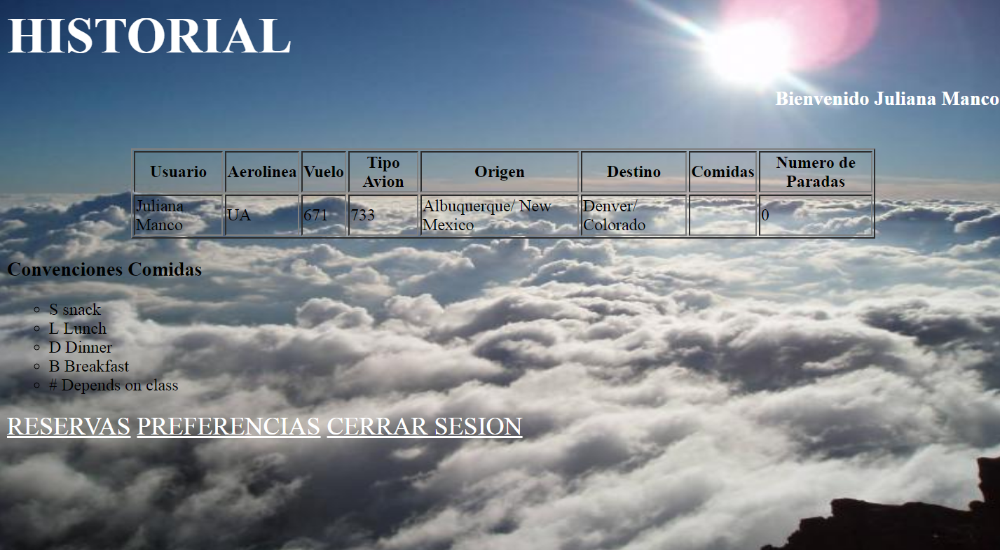 HISTORIAL
Bienvenido Juliana Manco
Usuario Aerolinea Vuelo Tipo Avion Origen Destino Comidas Numero de Paradas
Juliana Manco UA 671 733 Albuquerque/ New Mexico Denver/ Colorado 0
Convenciones Comidas
S snack
L Lunch
D Dinner
B Breakfast
# Depends on class
RESERVAS PREFERENCIAS CERRAR SESION